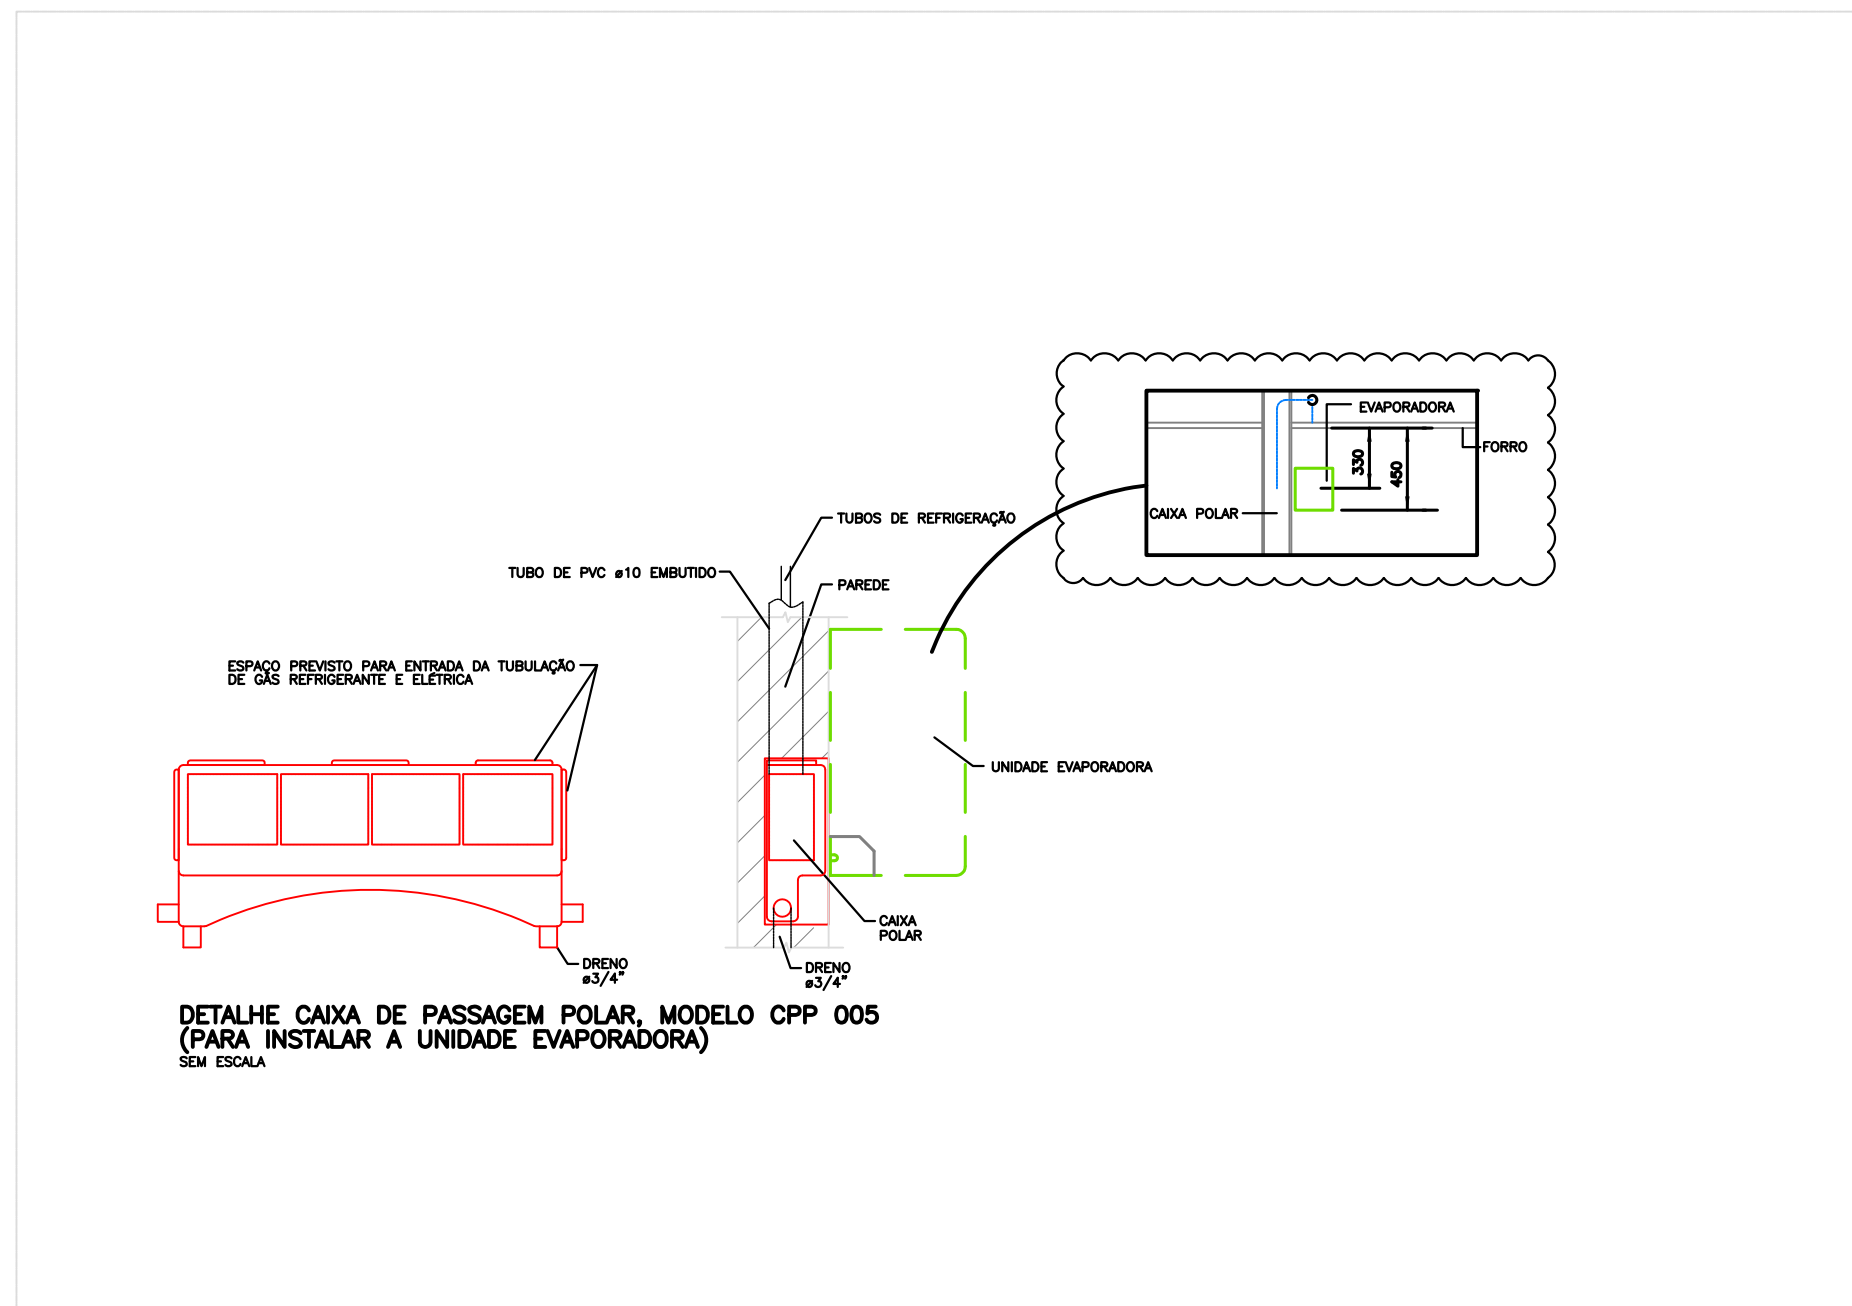 EVAPORADORA
FORRO
330
450
CAIXA POLAR
TUBOS DE REFRIGERAÇÃO
TUBO DE PVC ø10 EMBUTIDO
PAREDE
ESPAÇO PREVISTO PARA ENTRADA DA TUBULAÇÃO
DE GÁS REFRIGERANTE E ELÉTRICA
UNIDADE EVAPORADORA
CAIXA
POLAR
DRENO
ø3/4"
DRENO
ø3/4"
DETALHE CAIXA DE PASSAGEM POLAR, MODELO CPP 005
(PARA INSTALAR A UNIDADE EVAPORADORA)
SEM ESCALA